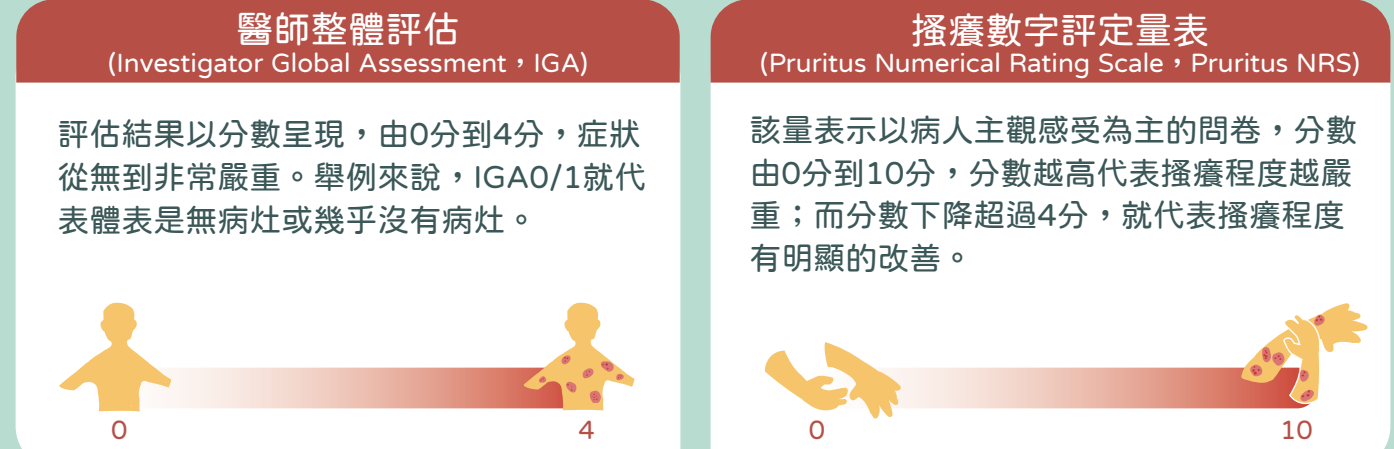 醫師整體評估
(Investigator Global Assessment，IGA)
評估結果以分數呈現，由0分到4分，症狀
從無到非常嚴重。舉例來說，IGA0/1就代
表體表是無病灶或幾乎沒有病灶。
0
4
搔癢數字評定量表
(Pruritus Numerical Rating Scale，Pruritus NRS)
該量表示以病人主觀感受為主的問卷，分數
由0分到10分，分數越高代表搔癢程度越嚴
重；而分數下降超過4分，就代表搔癢程度
有明顯的改善。
0
10